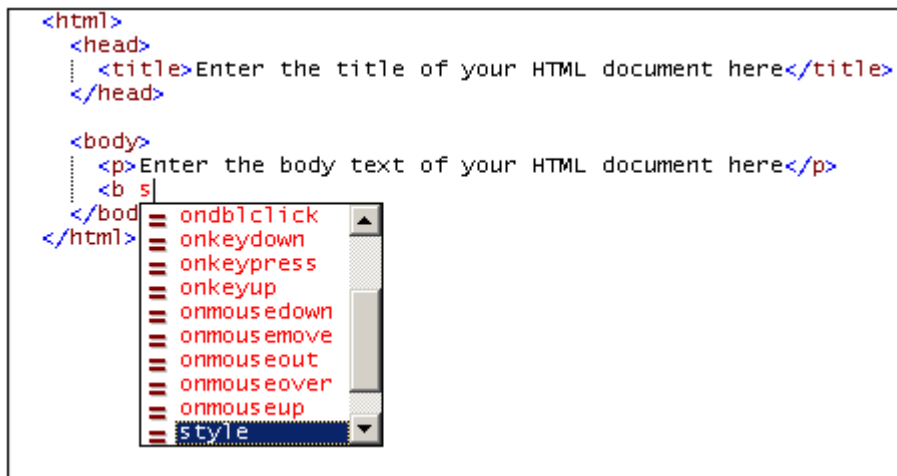 <html>
<head>
<title>Enter the title of your HTML document here</title>
</head>
<body>
<p>Enter the body text of your HTML document here</p>
<b s
</bod
</html>
ondblclick
onkeydown
onkeypress
onkeyup
onmousedown
onmousemove
onmouseout
onmouseover
onmouseup
style